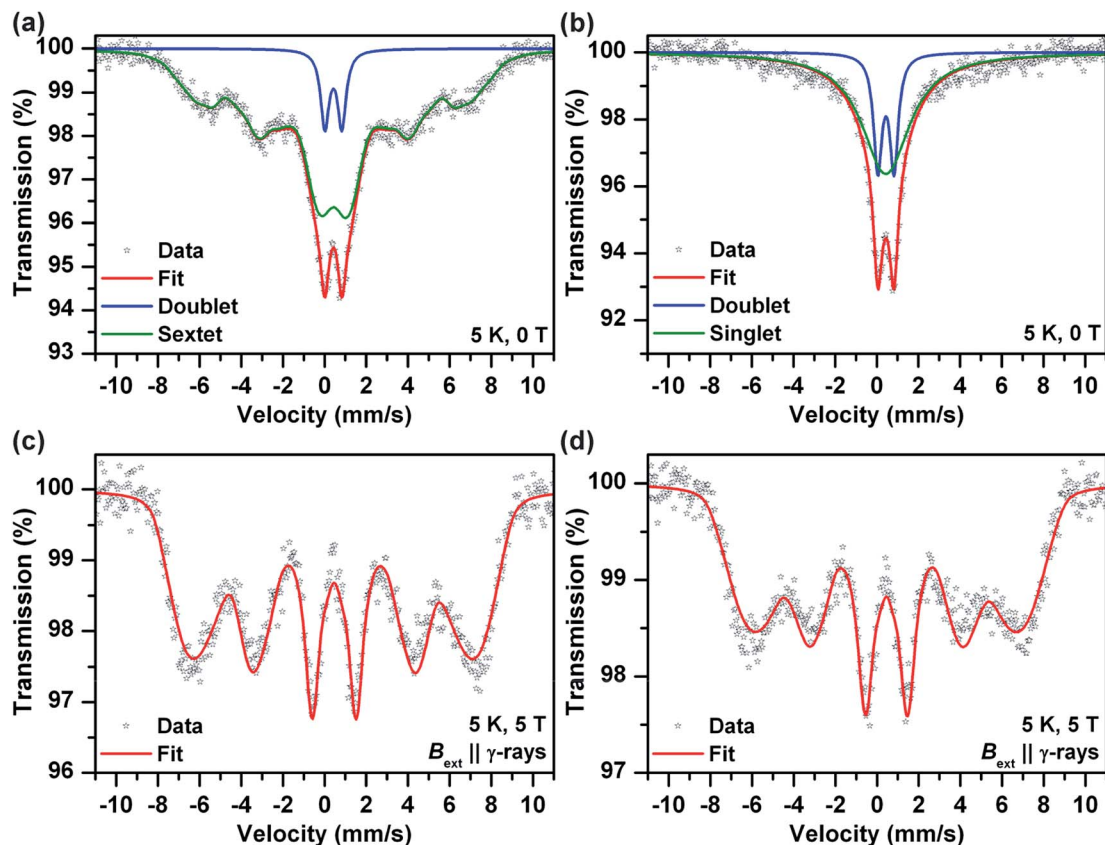 (a)
100
99
98
97
96
95
94
93
Transmission (%)
Data
Fit
Doublet
Sextet
5 K, 0 T
-10 -8 -6 -4 -2 0 2 4 6 8 10
Velocity (mm/s)
(b)
100
98
96
94
92
Transmission (%)
Data
Fit
Doublet
Singlet
5 K, 0 T
-10 -8 -6 -4 -2 0 2 4 6 8 10
Velocity (mm/s)
(c)
100
99
98
97
96
Transmission (%)
Data
Fit
5 K, 5 T
Bext || γ-rays
-10 -8 -6 -4 -2 0 2 4 6 8 10
Velocity (mm/s)
(d)
100
99
98
97
Transmission (%)
Data
Fit
5 K, 5 T
Bext || γ-rays
-10 -8 -6 -4 -2 0 2 4 6 8 10
Velocity (mm/s)